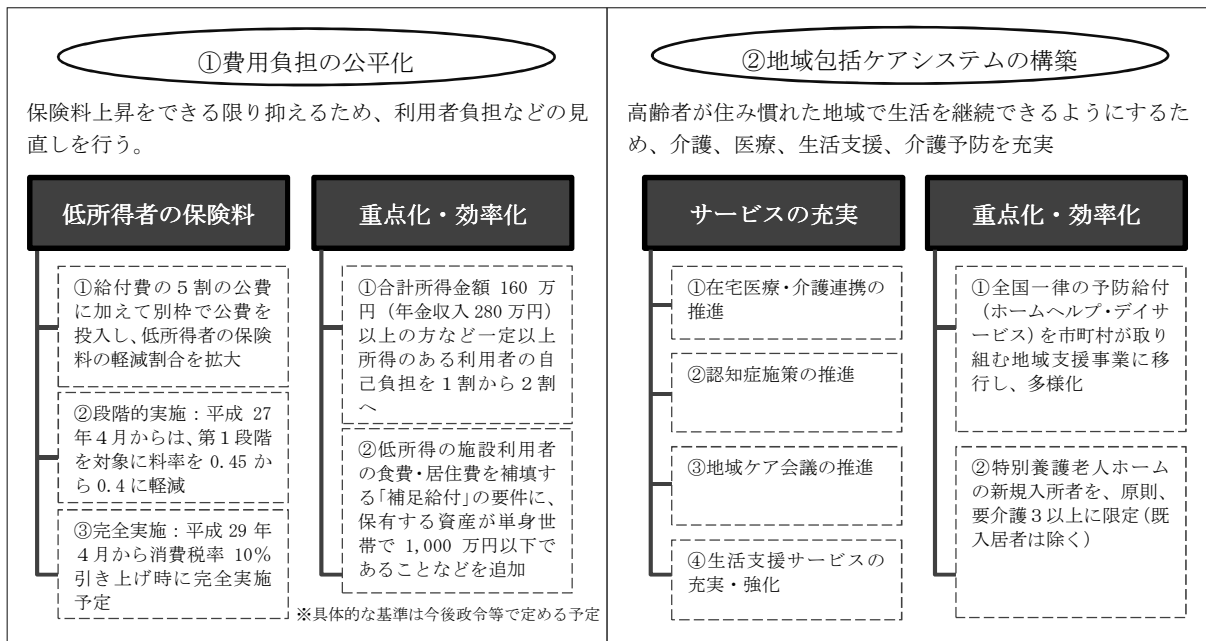 ①費用負担の公平化
保険料上昇をできる限り抑えるため、利用者負担などの見
直しを行う。
低所得者の保険料
①給付費の５割の公費
に加えて別枠で公費を
投入し、低所得者の保険
料の軽減割合を拡大
②段階的実施：平成 27
年４月からは、第１段階
を対象に料率を 0.45 か
ら 0.4 に軽減
③完全実施：平成 29 年
４月から消費税率 10％
引き上げ時に完全実施
予定
重点化・効率化
①合計所得金額 160 万
円（年金収入 280 万円）
以上の方など一定以上
所得のある利用者の自
己負担を１割から２割
へ
②低所得の施設利用者
の食費・居住費を補填す
る「補足給付」の要件に、
保有する資産が単身世
帯で 1,000 万円以下で
あることなどを追加
※具体的な基準は今後政令等で定める予定
②地域包括ケアシステムの構築
高齢者が住み慣れた地域で生活を継続できるようにするた
め、介護、医療、生活支援、介護予防を充実
サービスの充実
①在宅医療・介護連携の
推進
②認知症施策の推進
③地域ケア会議の推進
④生活支援サービスの
充実・強化
重点化・効率化
①全国一律の予防給付
（ホームヘルプ・デイサ
ービス）を市町村が取り
組む地域支援事業に移
行し、多様化
②特別養護老人ホーム
の新規入所者を、原則、
要介護３以上に限定（既
入居者は除く）